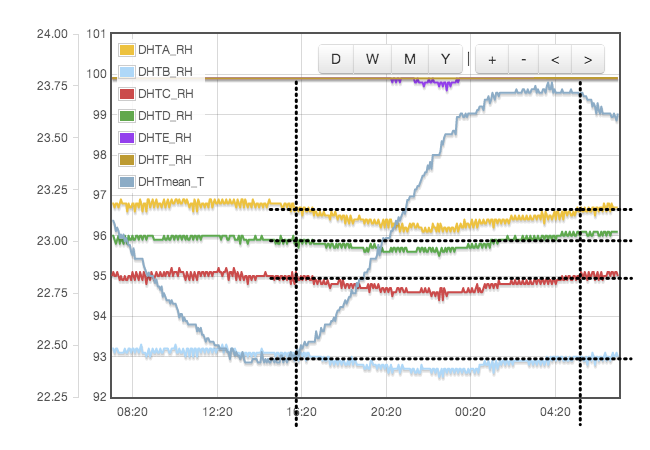 24.00 101
DHTA_RH
D W M Y | + - < >
DHTB_RH
100
23.75
DHTC_RH
99
DHTD_RH
23.50
DHTE_RH
98
DHTF_RH
DHTmean_T
23.25 97
23.00 96
22.75 95
94
22.50 93
22.25 92
08:20 12:20 16:20 20:20 00:20 04:20